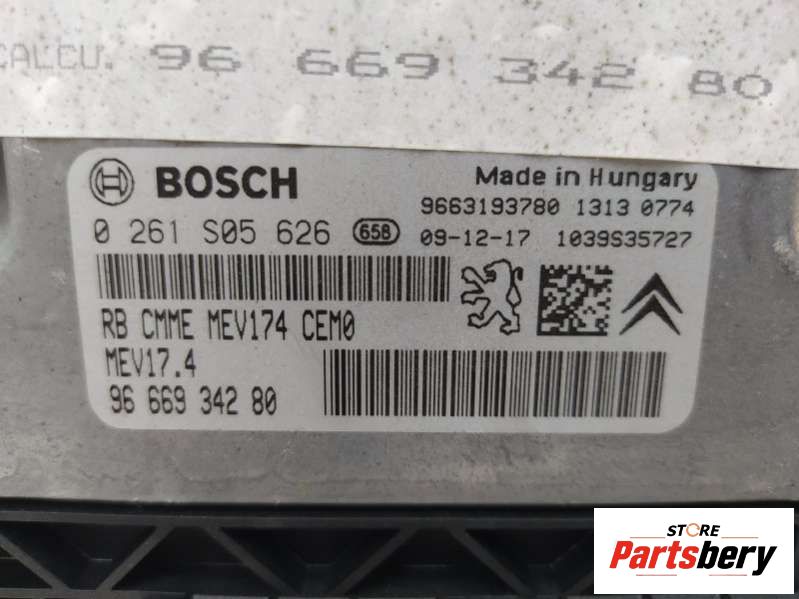 CALCU. 96 669 342 80
BOSCH
Made in Hungary
9663193780 1313 0774
0 261 S05 626 658
09-12-17 1039S35727
RB CMME MEV174 CEM0
MEV17.4
96 669 342 80
STORE
Partsbery